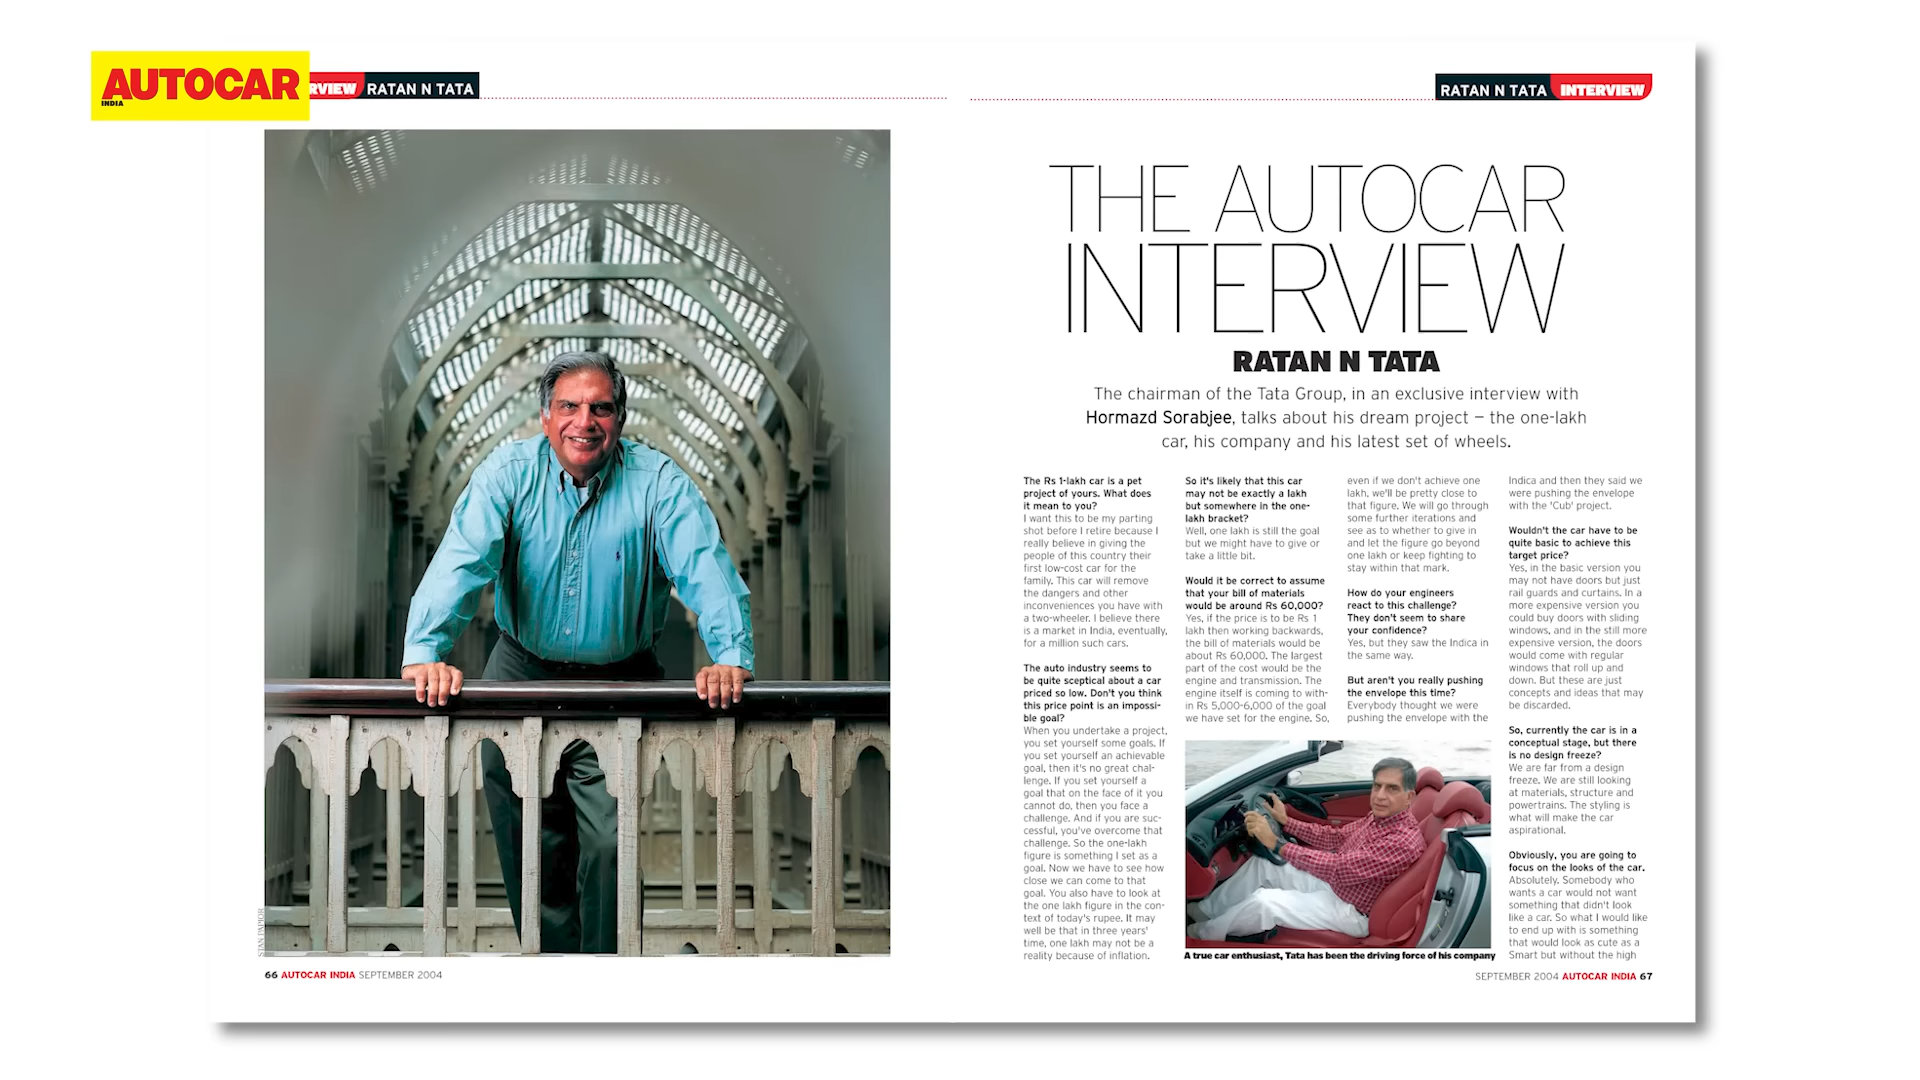 AUTOCAR
INDIA
RVIEW RATAN N TATA
RATAN N TATA INTERVIEW
THE AUTOCAR
INTERVIEW
RATAN N TATA
The chairman of the Tata Group, in an exclusive interview with
Hormazd Sorabjee, talks about his dream project – the one-lakh
car, his company and his latest set of wheels.
The Rs 1-lakh car is a pet
project of yours. What does
it mean to you?
I want this to be my parting
shot before I retire because I
really believe in giving the
people of this country their
first low-cost car for the
family. This car will remove
the dangers and other
inconveniences you have with
a two-wheeler. I believe there
is a market in India, eventually,
for a million such cars.
The auto industry seems to
be quite sceptical about a car
priced so low. Don't you think
this price point is an impossi-
ble goal?
When you undertake a project,
you set yourself some goals. If
you set yourself an achievable
goal, then it's no great chal-
lenge. If you set yourself a
goal that on the face of it you
cannot do, then you face a
challenge. And if you are suc-
cessful, you've overcome that
challenge. So the one-lakh
figure is something I set as a
goal. Now we have to see how
close we can come to that
goal. You also have to look at
the one lakh figure in the con-
text of today's rupee. It may
well be that in three years'
time, one lakh may not be a
reality because of inflation.
So it's likely that this car
may not be exactly a lakh
but somewhere in the one-
lakh bracket?
Well, one lakh is still the goal
but we might have to give or
take a little bit.
Would it be correct to assume
that your bill of materials
would be around Rs 60,000?
Yes, if the price is to be Rs 1
lakh then working backwards,
the bill of materials would be
about Rs 60,000. The largest
part of the cost would be the
engine and transmission. The
engine itself is coming to with-
in Rs 5,000-6,000 of the goal
we have set for the engine. So,
even if we don't achieve one
lakh, we'll be pretty close to
that figure. We will go through
some further iterations and
see as to whether to give in
and let the figure go beyond
one lakh or keep fighting to
stay within that mark.
How do your engineers
react to this challenge?
They don't seem to share
your confidence?
Yes, but they saw the Indica in
the same way.
But aren't you really pushing
the envelope this time?
Everybody thought we were
pushing the envelope with the
Indica and then they said we
were pushing the envelope
with the 'Cub' project.
Wouldn't the car have to be
quite basic to achieve this
target price?
Yes, in the basic version you
may not have doors but just
rail guards and curtains. In a
more expensive version you
could buy doors with sliding
windows, and in the still more
expensive version, the doors
would come with regular
windows that roll up and
down. But these are just
concepts and ideas that may
be discarded.
So, currently the car is in a
conceptual stage, but there
is no design freeze?
We are far from a design
freeze. We are still looking
at materials, structure and
powertrains. The styling is
what will make the car
aspirational.
Obviously, you are going to
focus on the looks of the car.
Absolutely. Somebody who
wants a car would not want
something that didn't look
like a car. So what I would like
to end up with is something
that would look as cute as a
Smart but without the high
A true car enthusiast, Tata has been the driving force of his company
STAN PAPIOR
66 AUTOCAR INDIA SEPTEMBER 2004
SEPTEMBER 2004 AUTOCAR INDIA 67